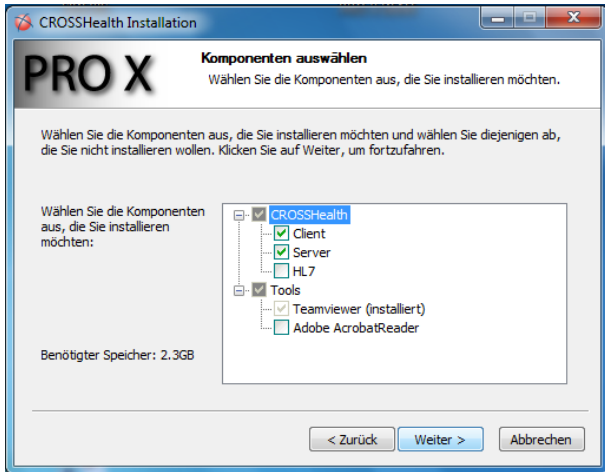 CROSSHealth Installation
PRO X
Komponenten auswählen
Wählen Sie die Komponenten aus, die Sie installieren möchten.
Wählen Sie die Komponenten aus, die Sie installieren möchten und wählen Sie diejenigen ab,
die Sie nicht installieren wollen. Klicken Sie auf Weiter, um fortzufahren.
Wählen Sie die Komponenten
aus, die Sie installieren
möchten:
CROSSHealth
Client
Server
HL7
Tools
Teamviewer (installiert)
Adobe AcrobatReader
Benötigter Speicher: 2.3GB
< Zurück
Weiter >
Abbrechen